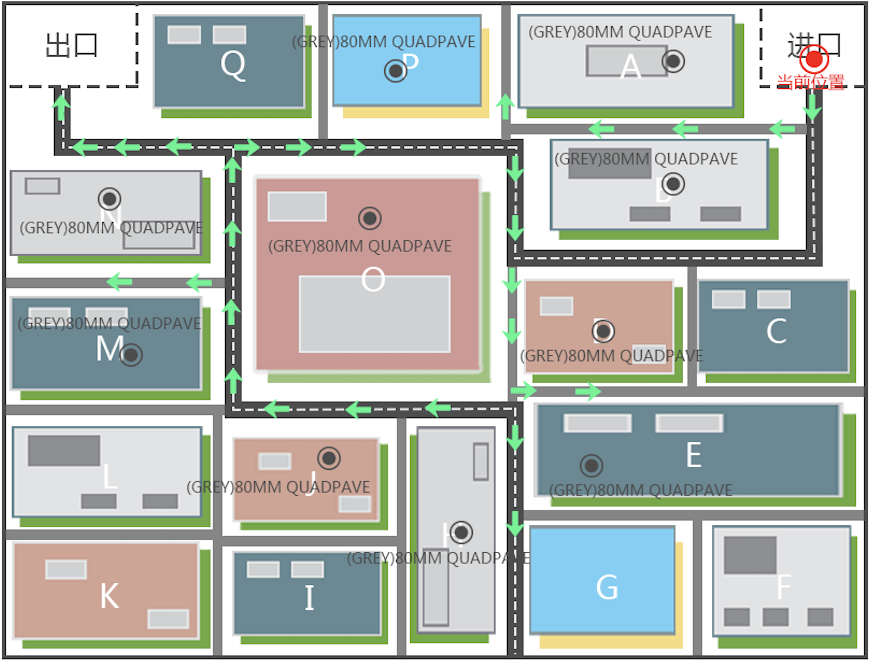 出口
Q
(GREY)80MM QUADPAVE
P
(GREY)80MM QUADPAVE
A
进口
当前位置
(GREY)80MM QUADPAVE
B
N
(GREY)80MM QUADPAVE
(GREY)80MM QUADPAVE
O
(GREY)80MM QUADPAVE
M
(GREY)80MM QUADPAVE
C
L
(GREY)80MM QUADPAVE
J
E
(GREY)80MM QUADPAVE
H
(GREY)80MM QUADPAVE
K
I
G
F